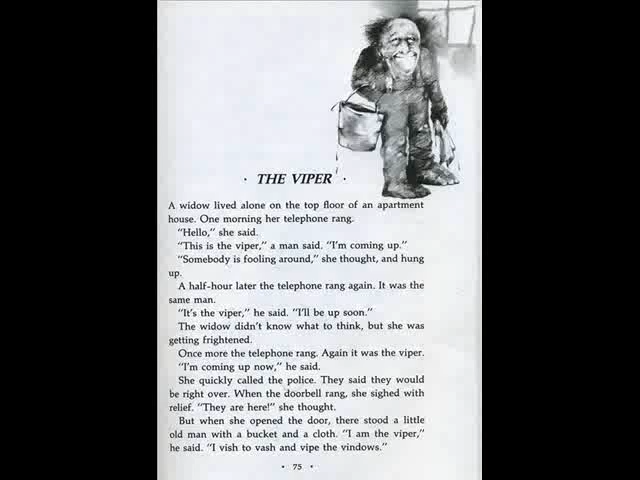 · THE VIPER ·
A widow lived alone on the top floor of an apartment
house. One morning her telephone rang.
"Hello," she said.
"This is the viper," a man said. "I'm coming up."
"Somebody is fooling around," she thought, and hung
up.
A half-hour later the telephone rang again. It was the
same man.
"It's the viper," he said. "I'll be up soon."
The widow didn't know what to think, but she was
getting frightened.
Once more the telephone rang. Again it was the viper.
"I'm coming up now," he said.
She quickly called the police. They said they would
be right over. When the doorbell rang, she sighed with
relief. "They are here!" she thought.
But when she opened the door, there stood a little
old man with a bucket and a cloth. "I am the viper,"
he said. "I vish to vash and vipe the vindows."
• 75 •